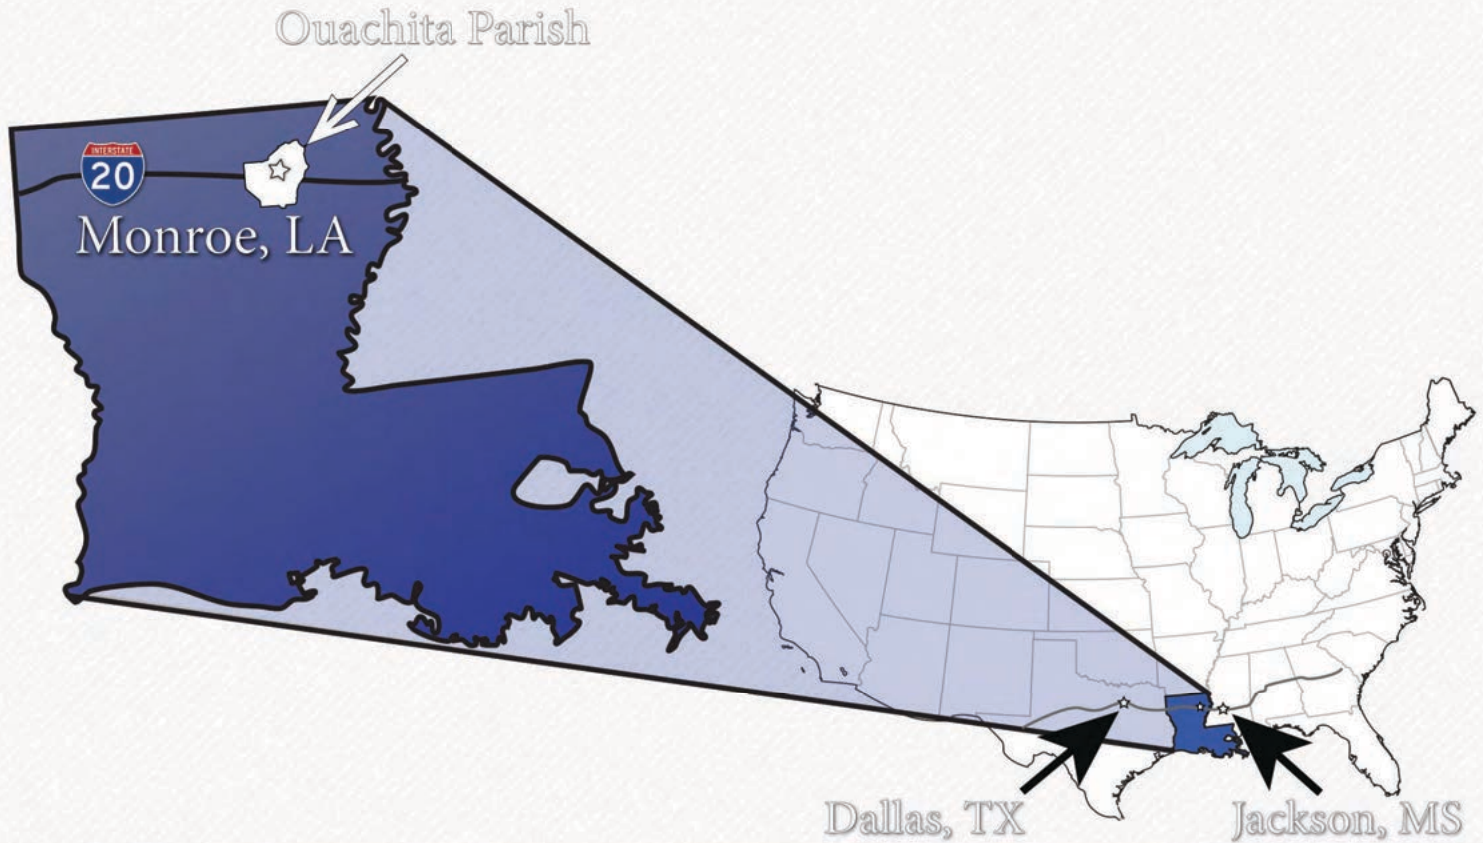 Ouachita Parish
INTERSTATE
20
Monroe, LA
Dallas, TX
Jackson, MS